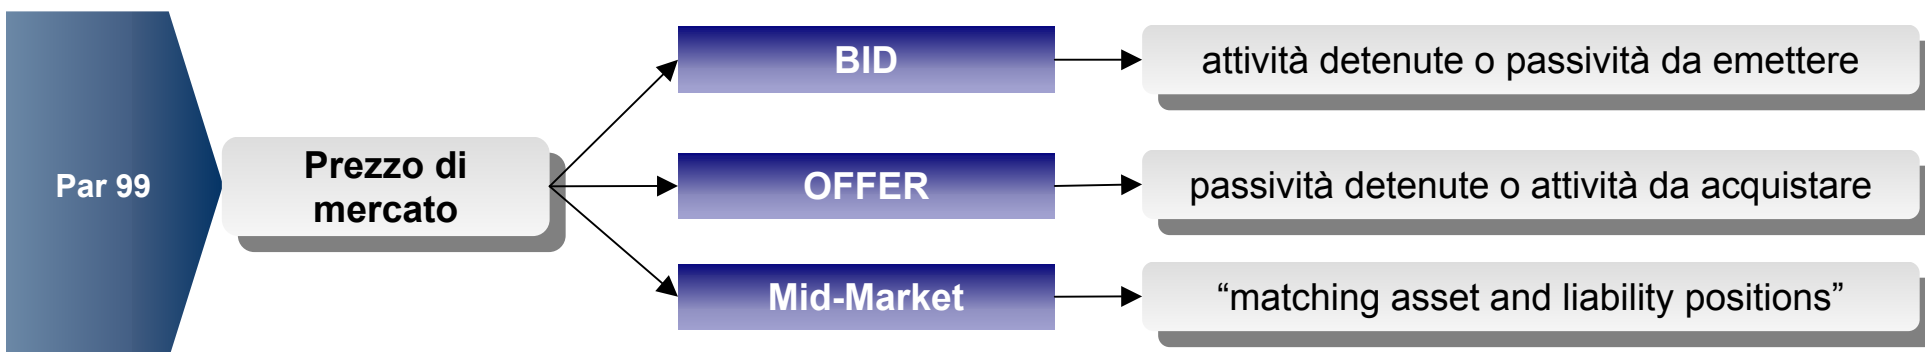 Par 99
Prezzo di
mercato
BID
attività detenute o passività da emettere
OFFER
passività detenute o attività da acquistare
Mid-Market
“matching asset and liability positions”